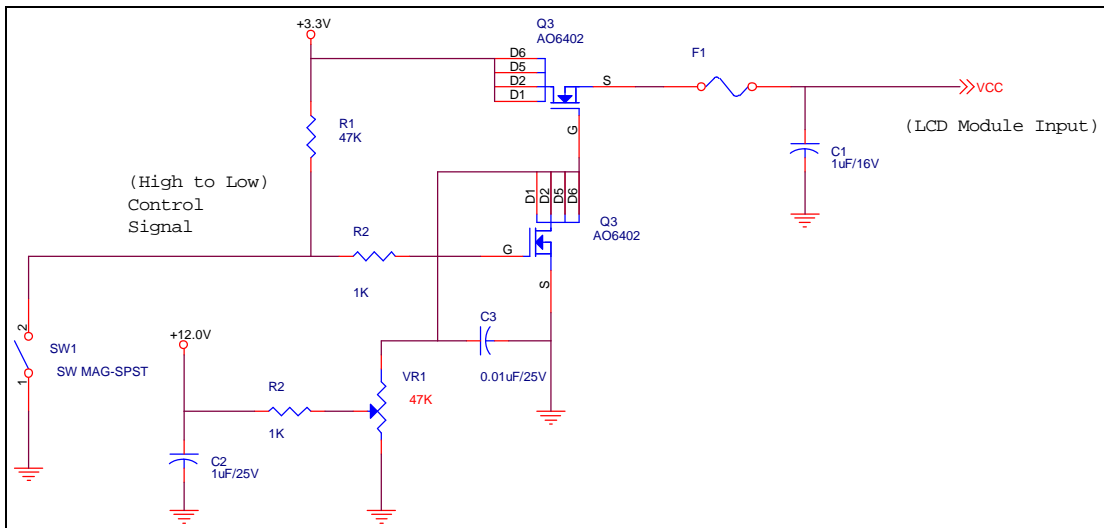 +3.3V
Q3
AO6402
D6
D5
D2
D1
S
G
F1
VCC
(LCD Module Input)
R1
47K
C1
1uF/16V
(High to Low)
Control
Signal
D1
D2
D5
D6
Q3
AO6402
G
S
R2
1K
2
1
SW1
SW MAG-SPST
+12.0V
C3
0.01uF/25V
R2
1K
VR1
47K
C2
1uF/25V